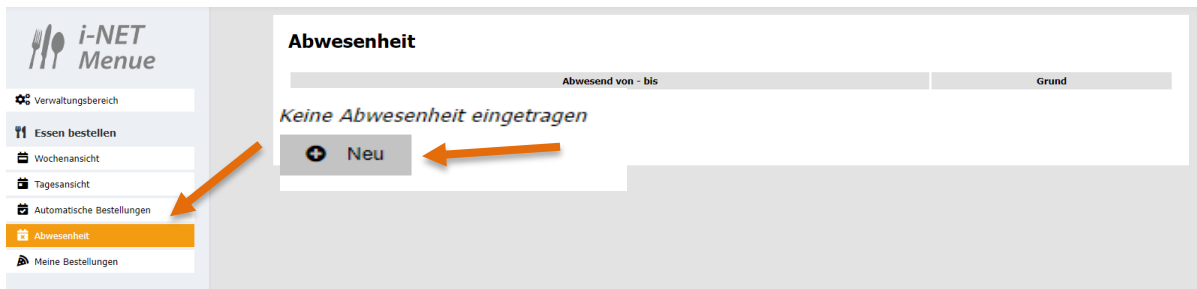 i-NET
Menue
Verwaltungsbereich
Essen bestellen
Wochenansicht
Tagesansicht
Automatische Bestellungen
Abwesenheit
Meine Bestellungen
Abwesenheit
Abwesend von - bis Grund
Keine Abwesenheit eingetragen
Neu